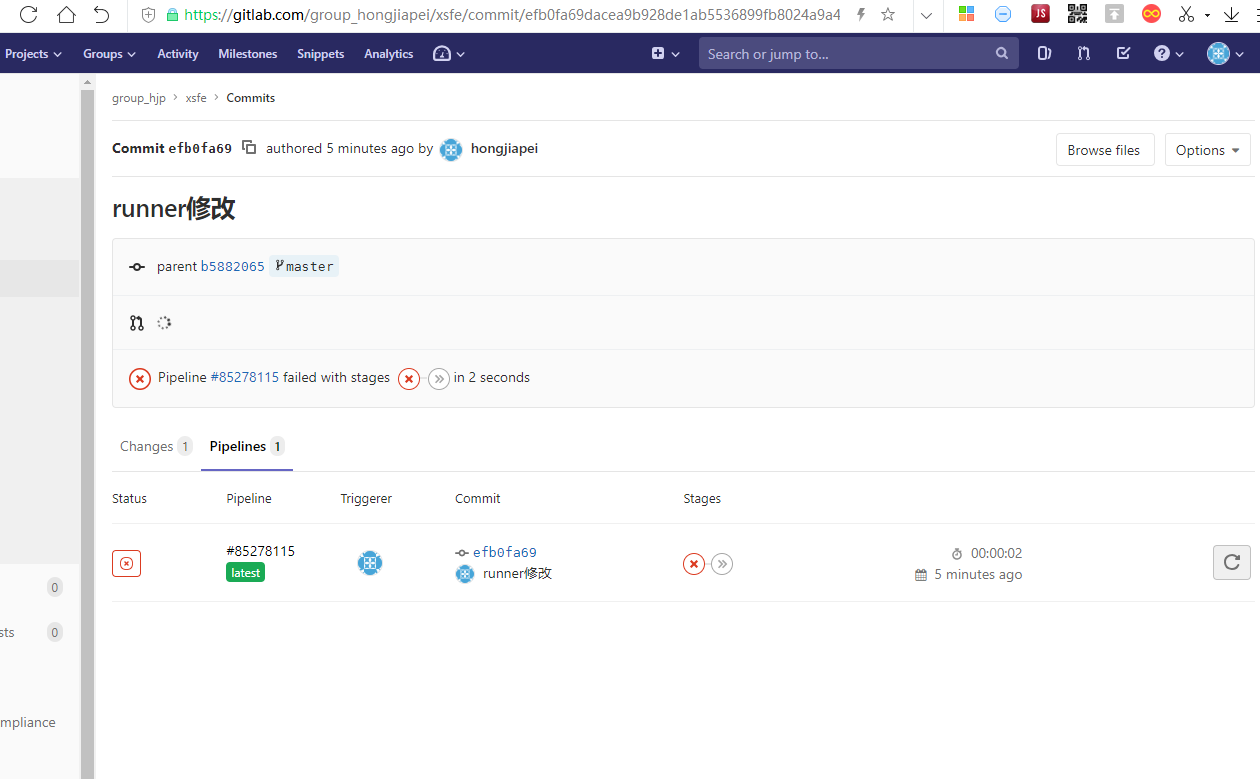 https://gitlab.com/group_hongjiapei/xsfe/commit/efb0fa69dacea9b928de1ab5536899fb8024a9a4
JS
Projects Groups Activity Milestones Snippets Analytics Search or jump to...
group_hjp > xsfe > Commits
Commit efb0fa69 authored 5 minutes ago by hongjiapei Browse files Options
runner修改
parent b5882065 master
Pipeline #85278115 failed with stages in 2 seconds
Changes 1 Pipelines 1
Status Pipeline Triggerer Commit Stages
#85278115 efb0fa69 00:00:02
latest runner修改 5 minutes ago
0
sts 0
mpliance